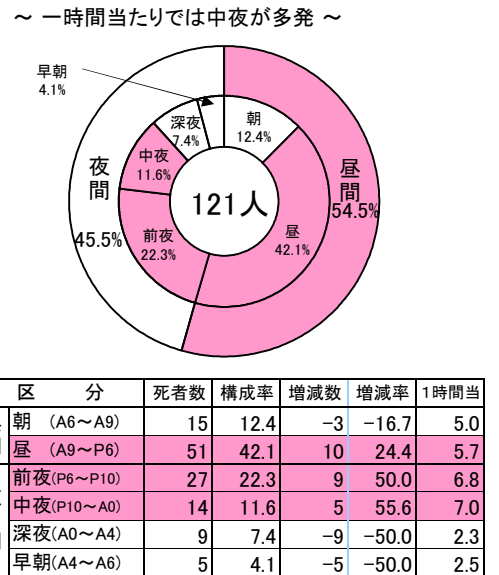 ～ 一時間当たりでは中夜が多発 ～
早朝
4.1%
深夜
7.4%
朝
12.4%
中夜
11.6%
夜間
45.5%
昼間
54.5%
121人
前夜
22.3%
昼
42.1%
区 分 死者数 構成率 増減数 増減率 1時間当
朝 (A6～A9) 15 12.4 −3 −16.7 5.0
昼 (A9～P6) 51 42.1 10 24.4 5.7
前夜(P6～P10) 27 22.3 9 50.0 6.8
中夜(P10～A0) 14 11.6 5 55.6 7.0
深夜(A0～A4) 9 7.4 −9 −50.0 2.3
早朝(A4～A6) 5 4.1 −5 −50.0 2.5